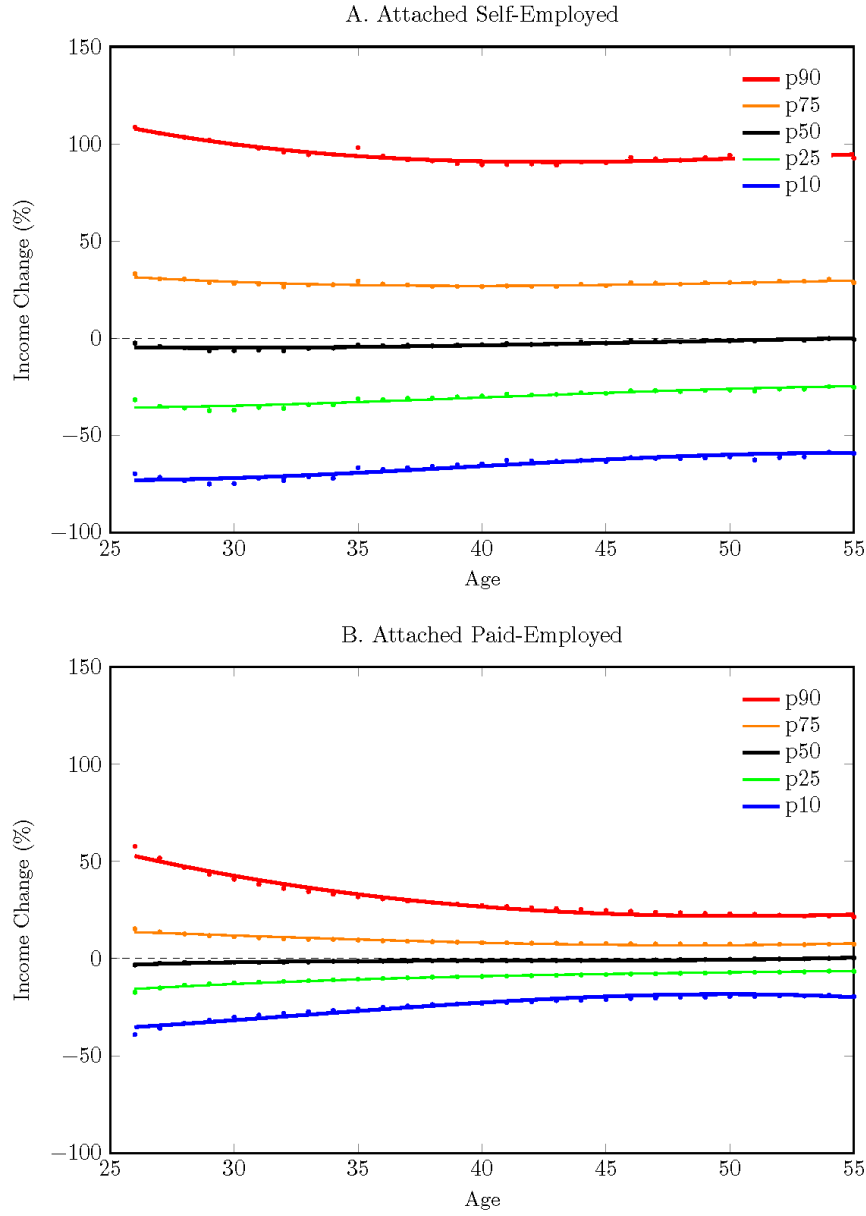 A. Attached Self-Employed
150
100
50
0
−50
−100
Income Change (%)
p90
p75
p50
p25
p10
25 30 35 40 45 50 55
Age
B. Attached Paid-Employed
150
100
50
0
−50
−100
Income Change (%)
p90
p75
p50
p25
p10
25 30 35 40 45 50 55
Age